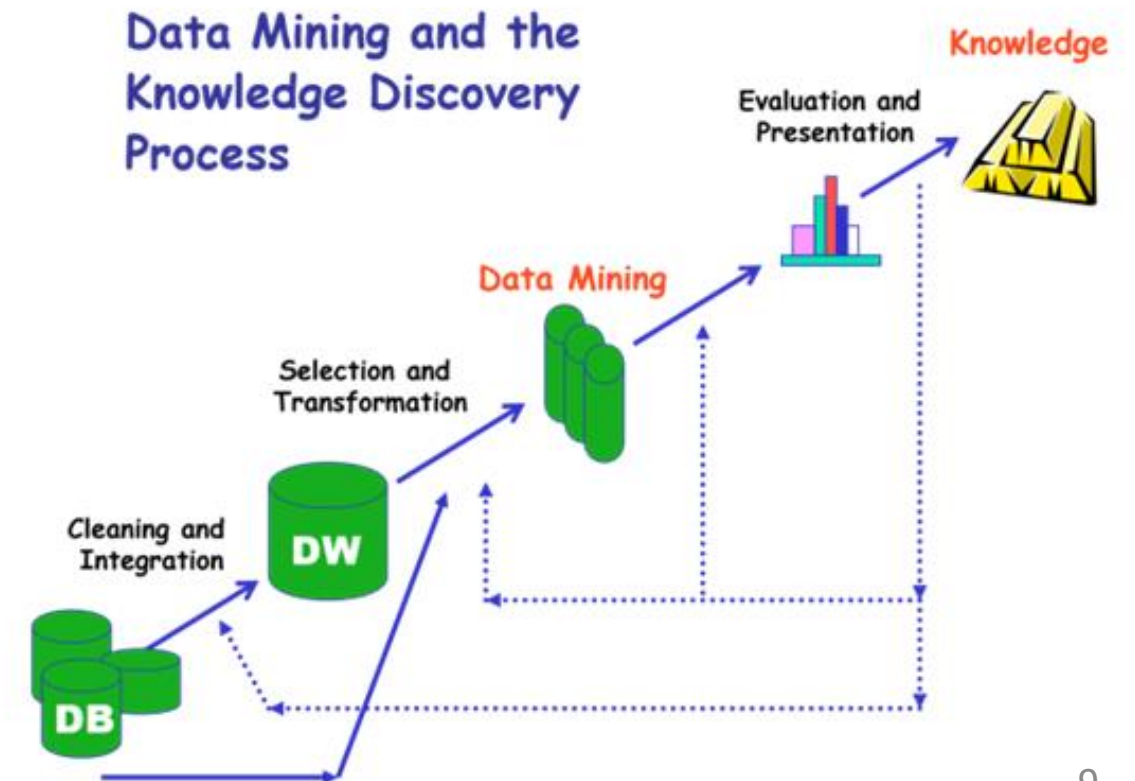 Data Mining and the
Knowledge Discovery
Process
Knowledge
Evaluation and
Presentation
Data Mining
Selection and
Transformation
Cleaning and
Integration
DW
DB
9